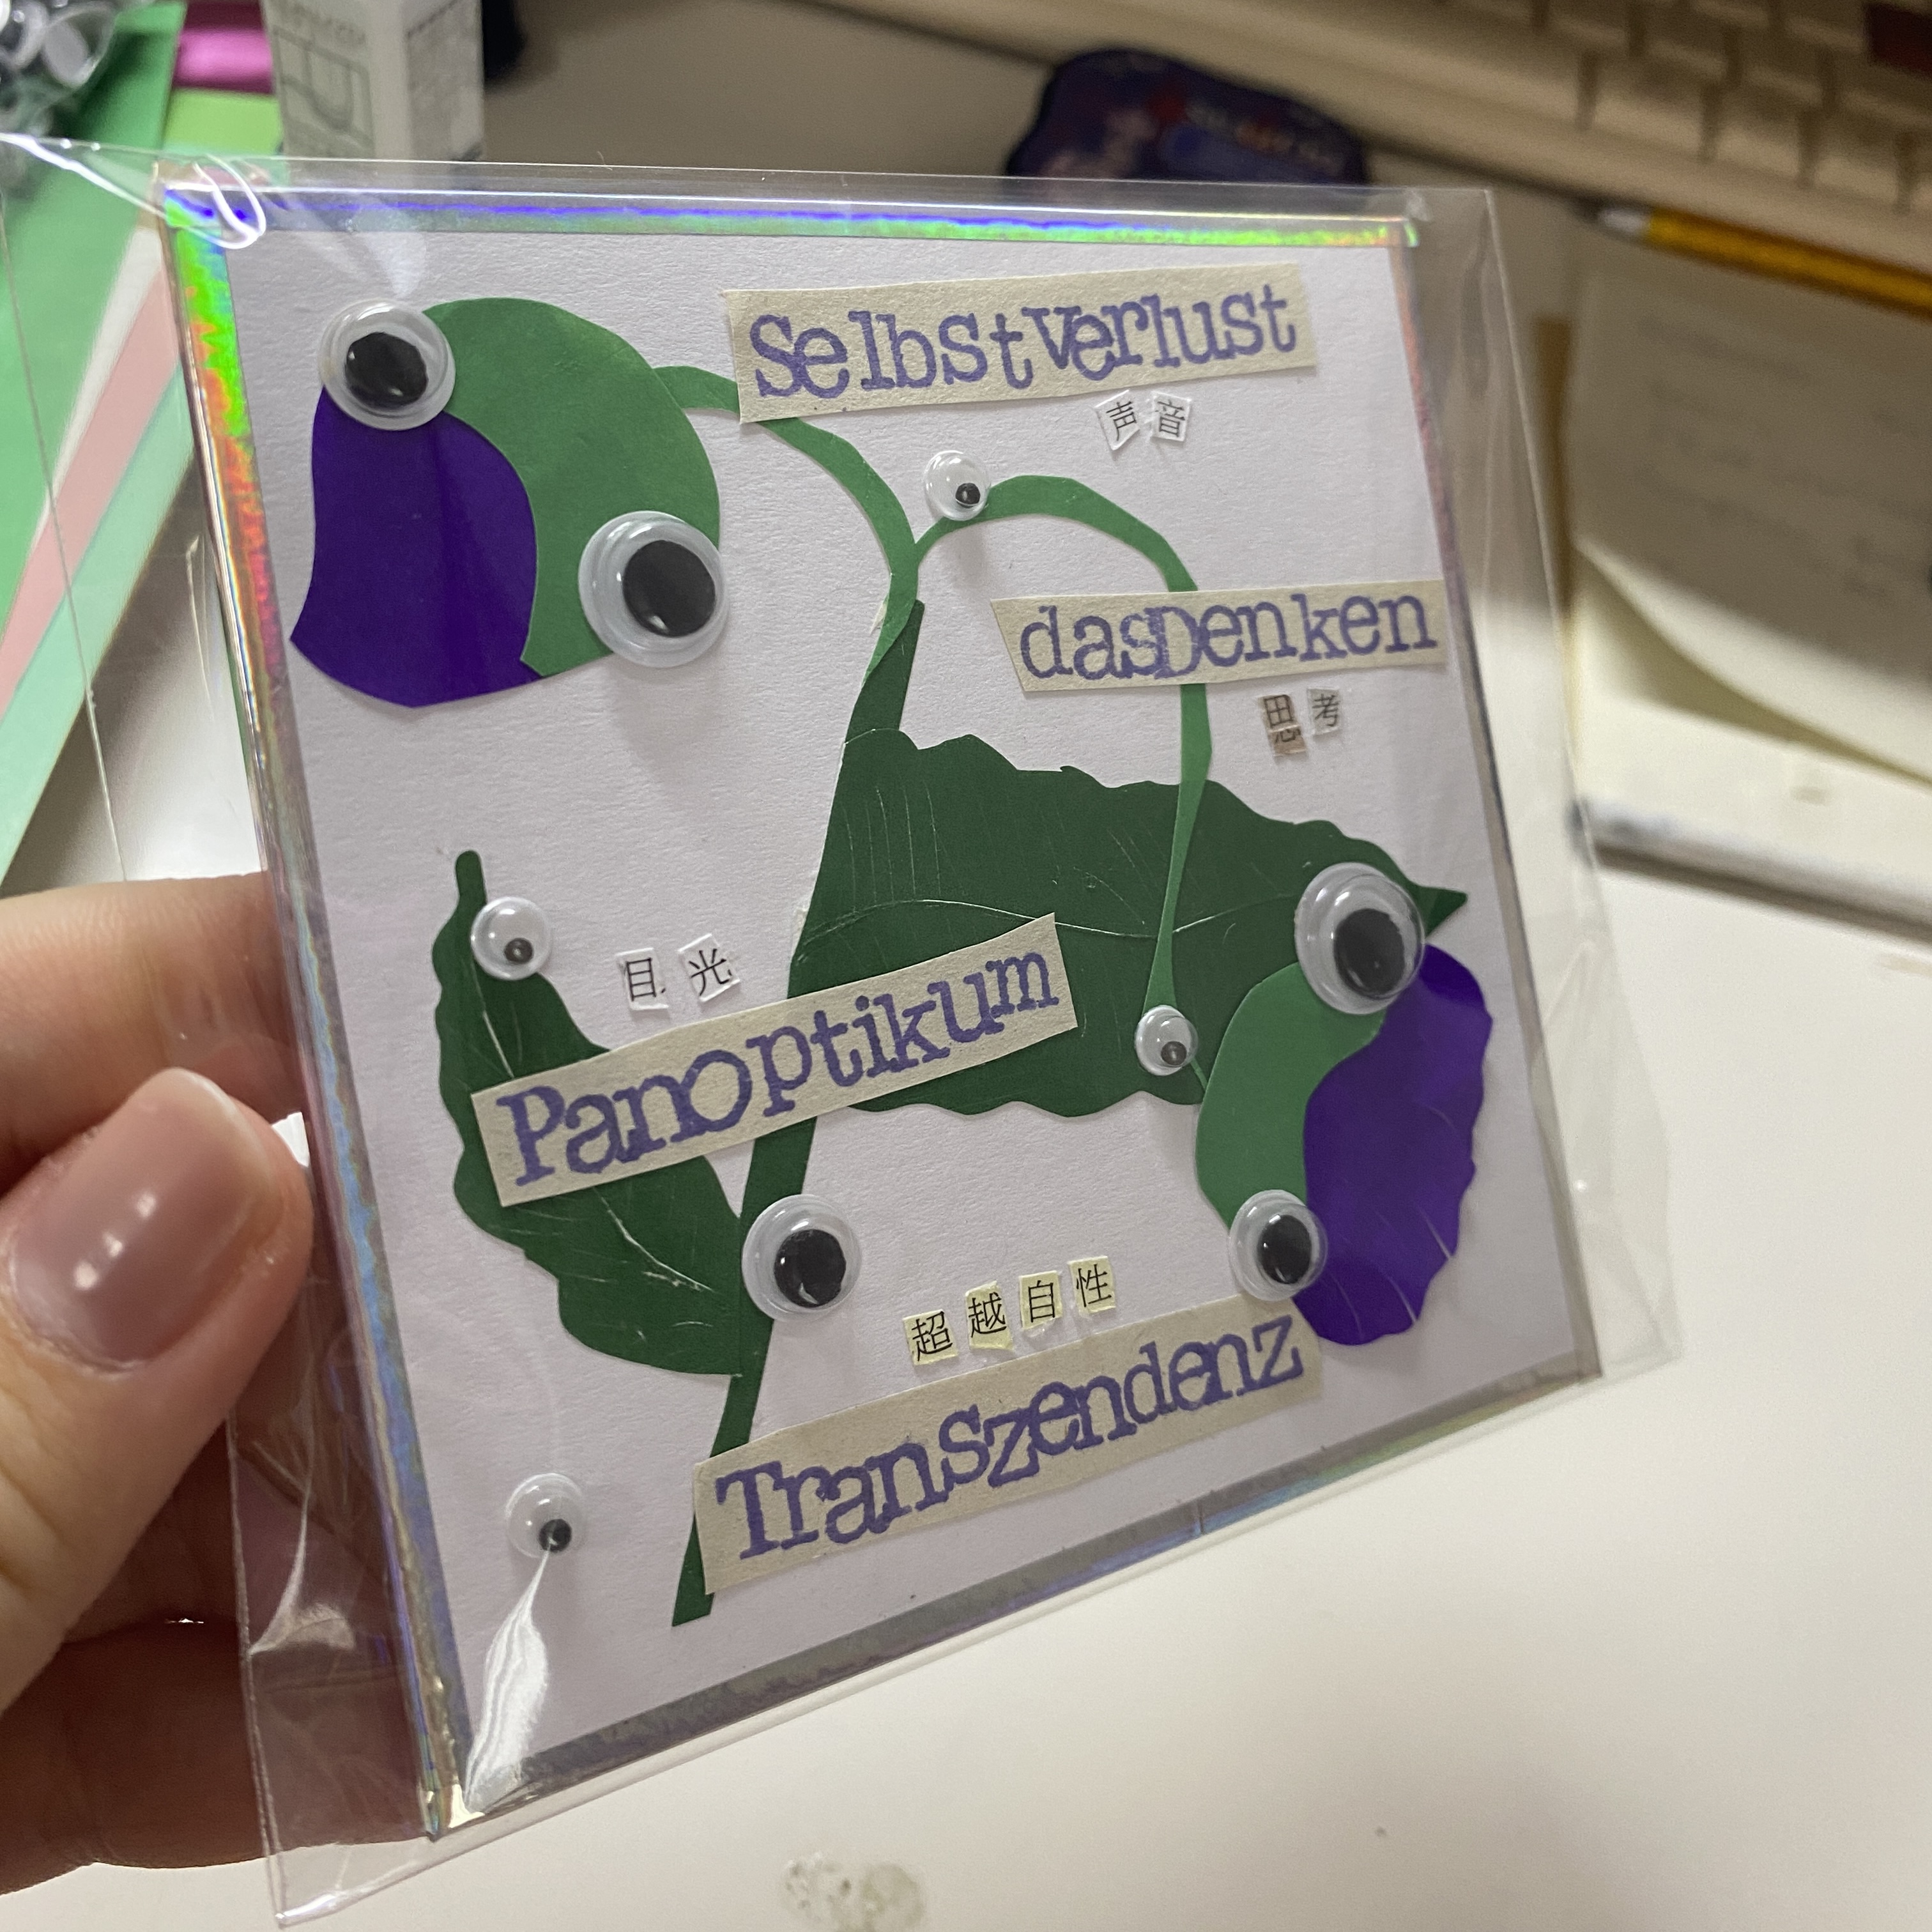 Selbstverlust
声音
dasDenken
思考
目光
Panoptikum
超越自性
Transzendenz